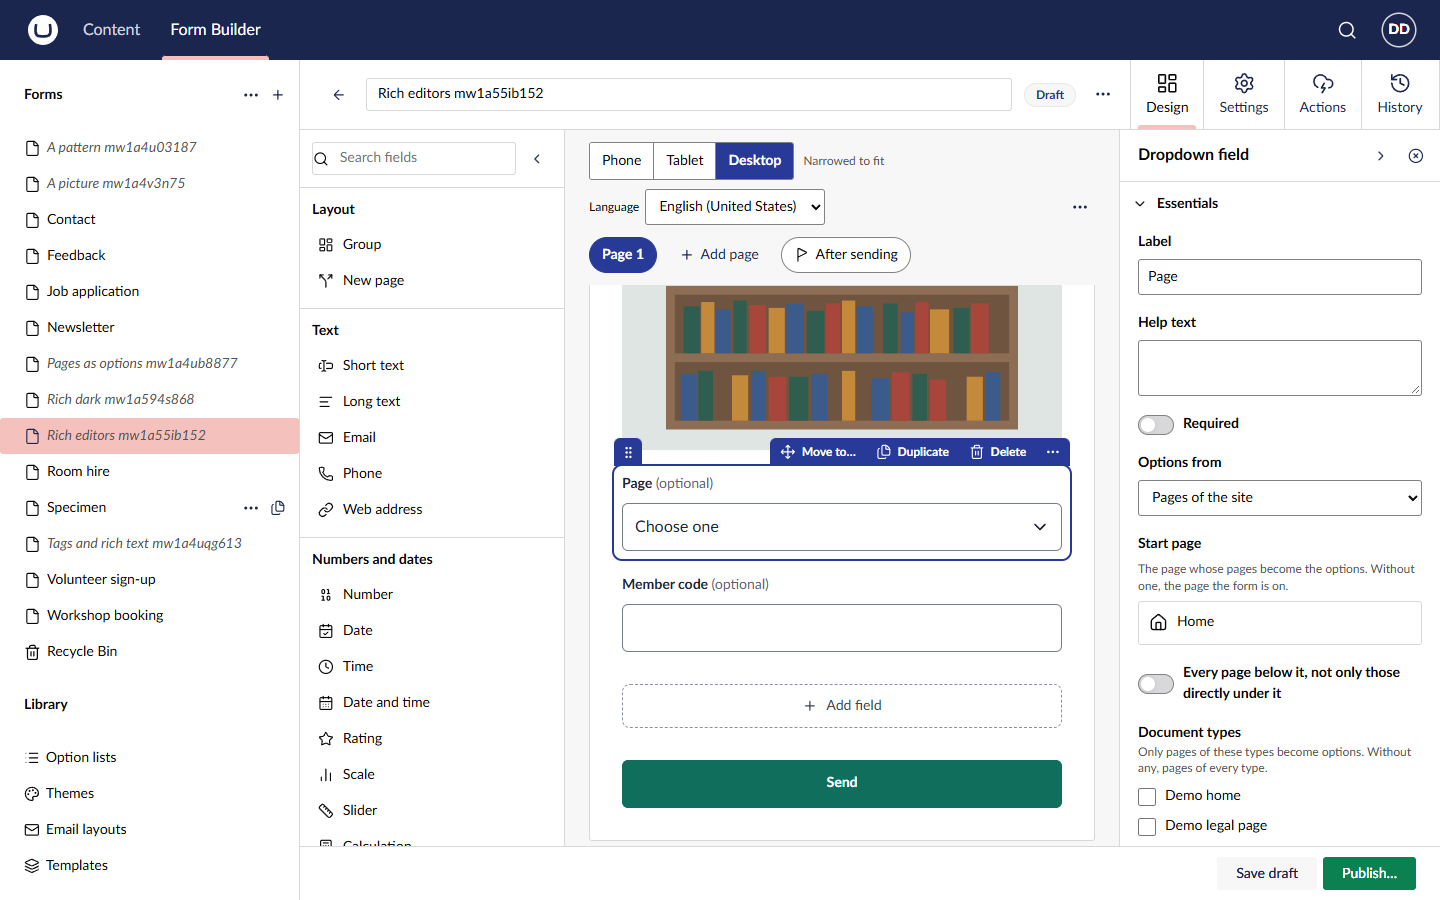 Content
Form Builder
DD
Forms
A pattern mw1a4u03187
A picture mw1a4v3n75
Contact
Feedback
Job application
Newsletter
Pages as options mw1a4ub8877
Rich dark mw1a594s868
Rich editors mw1a55ib152
Room hire
Specimen
Tags and rich text mw1a4uqg613
Volunteer sign-up
Workshop booking
Recycle Bin
Library
Option lists
Themes
Email layouts
Templates
Rich editors mw1a55ib152
Draft
Design
Settings
Actions
History
Search fields
Layout
Group
New page
Text
Short text
Long text
Email
Phone
Web address
Numbers and dates
Number
Date
Time
Date and time
Rating
Scale
Slider
Calculation
Phone
Tablet
Desktop
Narrowed to fit
Language
English (United States)
Page 1
Add page
After sending
Move to...
Duplicate
Delete
Page (optional)
Choose one
Member code (optional)
Add field
Send
Dropdown field
Essentials
Label
Page
Help text
Required
Options from
Pages of the site
Start page
The page whose pages become the options. Without
one, the page the form is on.
Home
Every page below it, not only those
directly under it
Document types
Only pages of these types become options. Without
any, pages of every type.
Demo home
Demo legal page
Save draft
Publish...